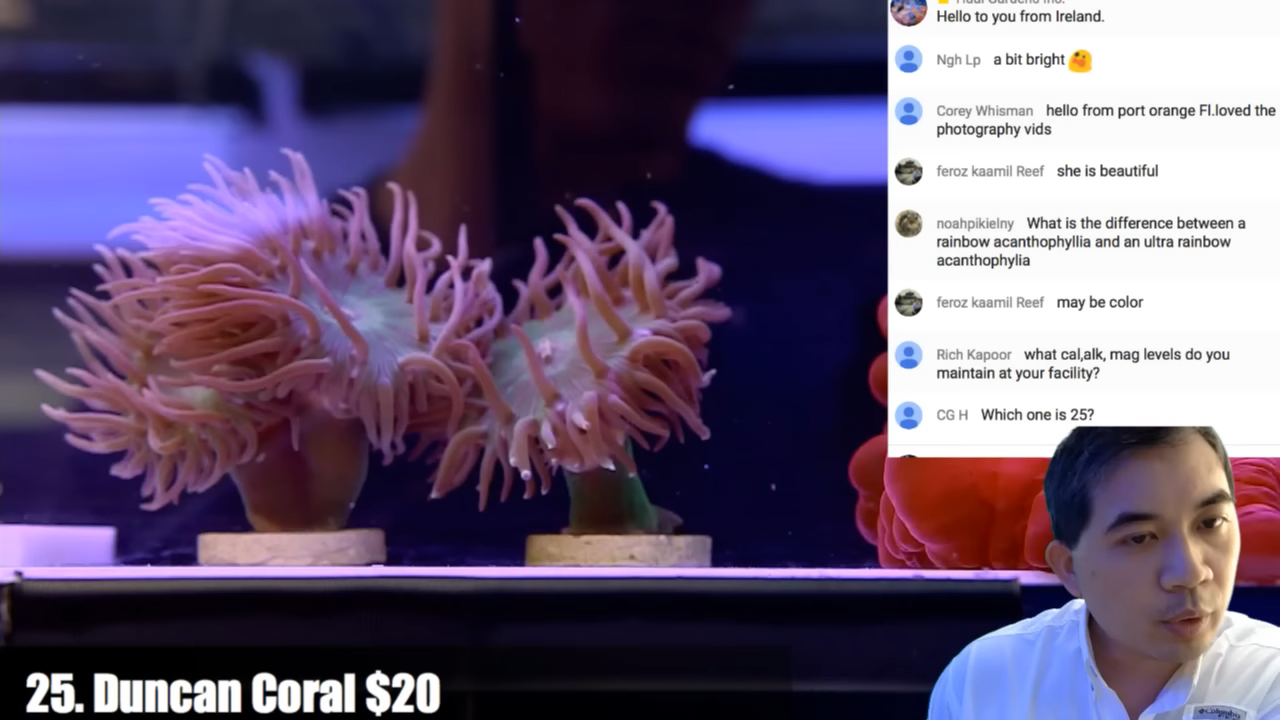 Hello to you from Ireland.
Ngh Lp a bit bright
Corey Whisman hello from port orange Fl.loved the
photography vids
feroz kaamil Reef she is beautiful
noahpikielny What is the difference between a
rainbow acanthophyllia and an ultra rainbow
acanthophylia
feroz kaamil Reef may be color
Rich Kapoor what cal,alk, mag levels do you
maintain at your facility?
CG H Which one is 25?
Columbia
25. Duncan Coral $20